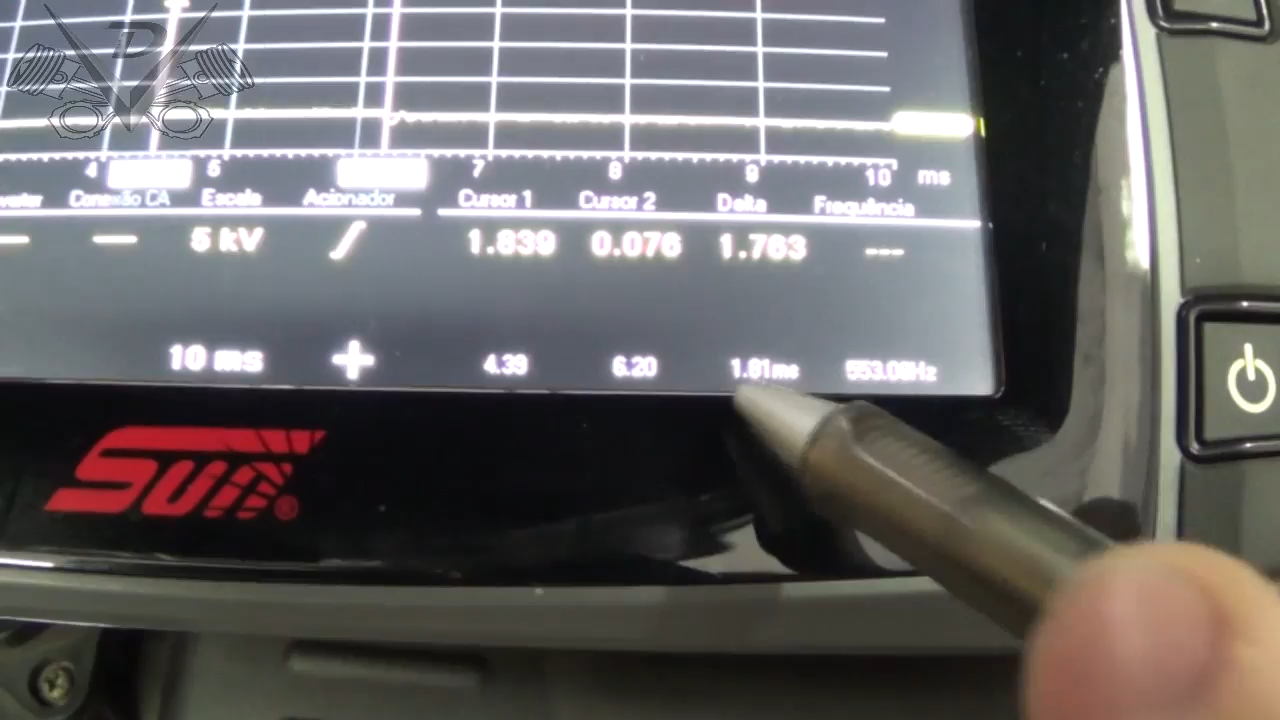 D
4 5 7 8 9 10 ms
Conexão CA Escala Acionador Cursor 1 Cursor 2 Delta Frequência
— — 5 kV 1.839 0.076 1.763 ---
10 ms + 4.39 6.20 1.81ms 553.08Hz
Sun®